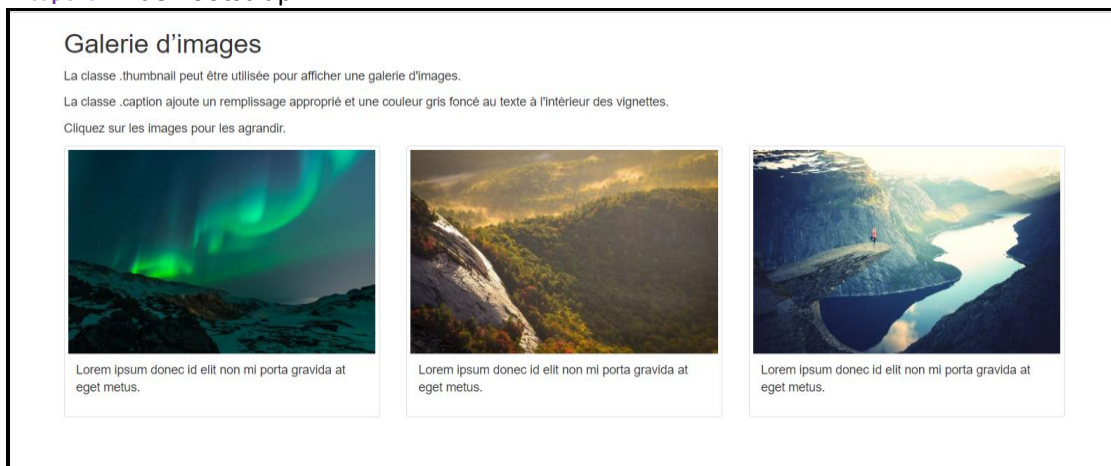 Galerie d'images
La classe .thumbnail peut être utilisée pour afficher une galerie d'images.
La classe .caption ajoute un remplissage approprié et une couleur gris foncé au texte à l'intérieur des vignettes.
Cliquez sur les images pour les agrandir.
Lorem ipsum donec id elit non mi porta gravida at
eget metus.
Lorem ipsum donec id elit non mi porta gravida at
eget metus.
Lorem ipsum donec id elit non mi porta gravida at
eget metus.